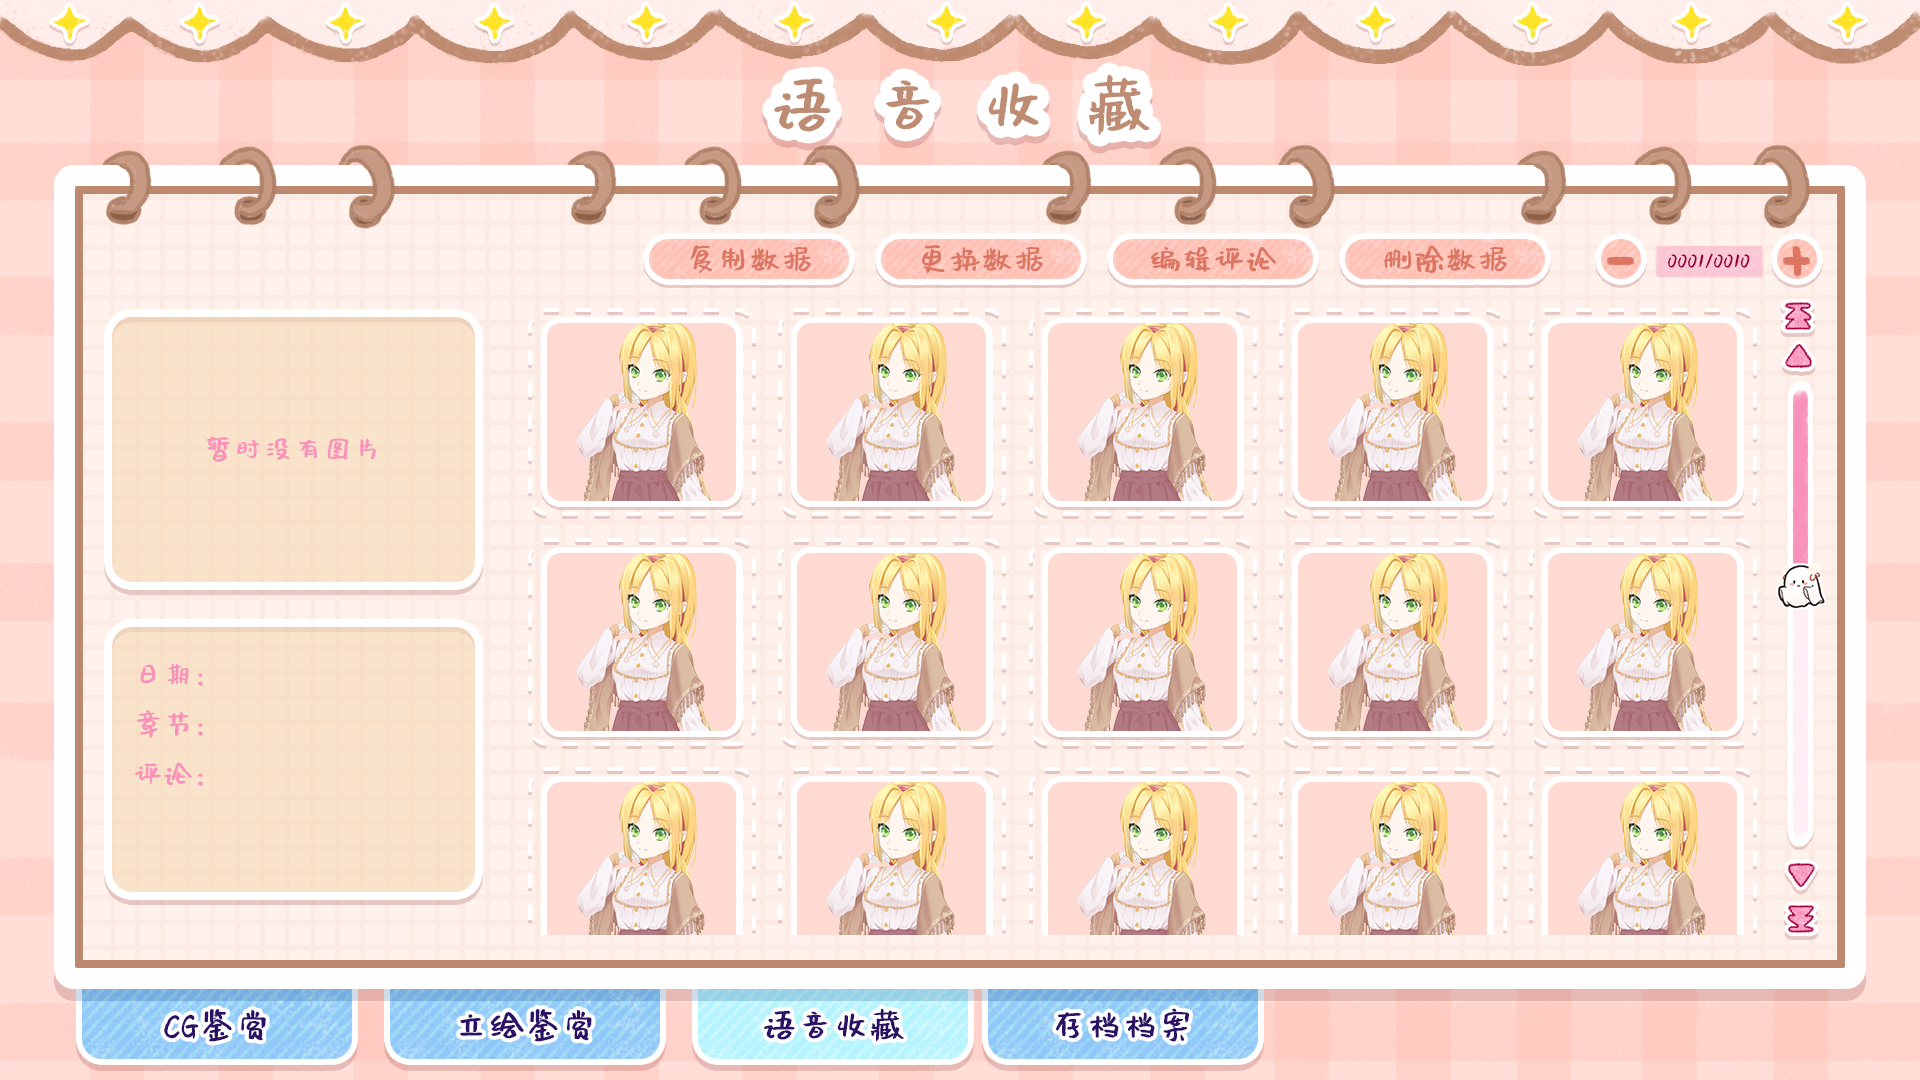 语音收藏
复制数据 更换数据 编辑评论 删除数据 0001/0010
暂时没有图片
日期：
章节：
评论：
CG鉴赏 立绘鉴赏 语音收藏 存档档案